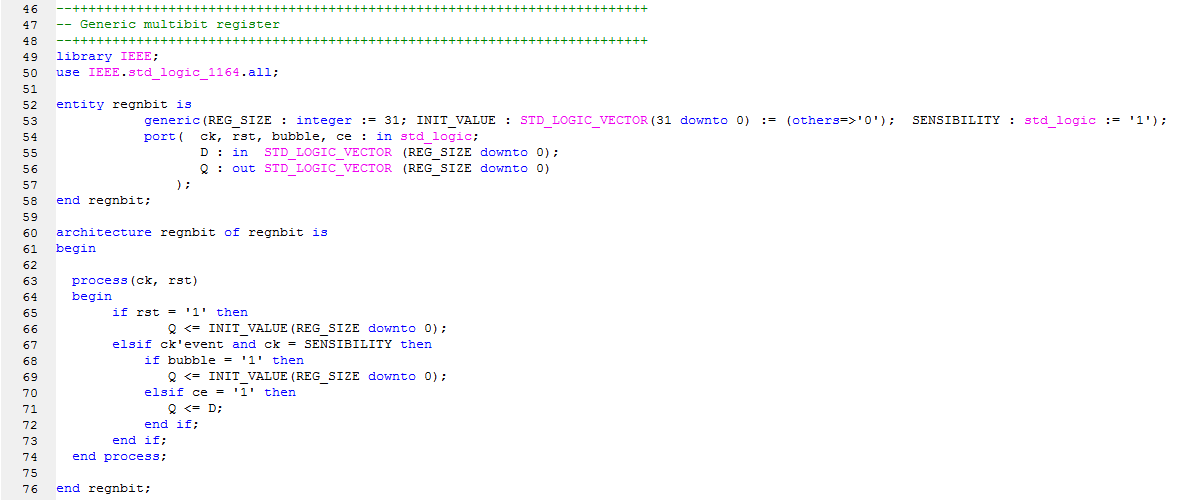 46 --++++++++++++++++++++++++++++++++++++++++++++++++++++++++++++++++++++++++
47 -- Generic multibit register
48 --++++++++++++++++++++++++++++++++++++++++++++++++++++++++++++++++++++++++
49 library IEEE;
50 use IEEE.std_logic_1164.all;
51
52 entity regnbit is
53 generic(REG_SIZE : integer := 31; INIT_VALUE : STD_LOGIC_VECTOR(31 downto 0) := (others=>'0');  SENSIBILITY : std_logic := '1');
54 port(  ck, rst, bubble, ce : in std_logic;
55 D : in  STD_LOGIC_VECTOR (REG_SIZE downto 0);
56 Q : out STD_LOGIC_VECTOR (REG_SIZE downto 0)
57 );
58 end regnbit;
59
60 architecture regnbit of regnbit is
61 begin
62
63 process(ck, rst)
64 begin
65 if rst = '1' then
66 Q <= INIT_VALUE(REG_SIZE downto 0);
67 elsif ck'event and ck = SENSIBILITY then
68 if bubble = '1' then
69 Q <= INIT_VALUE(REG_SIZE downto 0);
70 elsif ce = '1' then
71 Q <= D;
72 end if;
73 end if;
74 end process;
75
76 end regnbit;